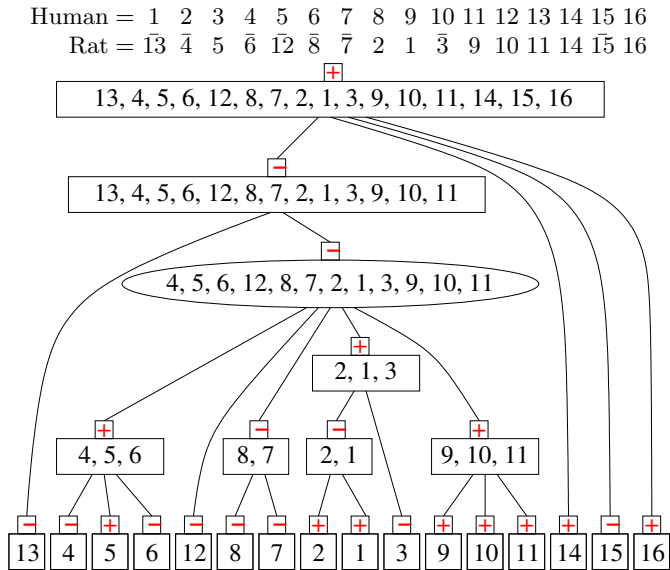 Human = 1 2 3 4 5 6 7 8 9 10 11 12 13 14 15 16
Rat = 1̄3̄ 4̄ 5 6̄ 1̄2̄ 8̄ 7̄ 2 1 3̄ 9 10 11 14 1̄5̄ 16
+
13, 4, 5, 6, 12, 8, 7, 2, 1, 3, 9, 10, 11, 14, 15, 16
−
13, 4, 5, 6, 12, 8, 7, 2, 1, 3, 9, 10, 11
−
4, 5, 6, 12, 8, 7, 2, 1, 3, 9, 10, 11
+
2, 1, 3
+ − − +
4, 5, 6 8, 7 2, 1 9, 10, 11
− − + − − − − + + − + + + + − +
13 4 5 6 12 8 7 2 1 3 9 10 11 14 15 16